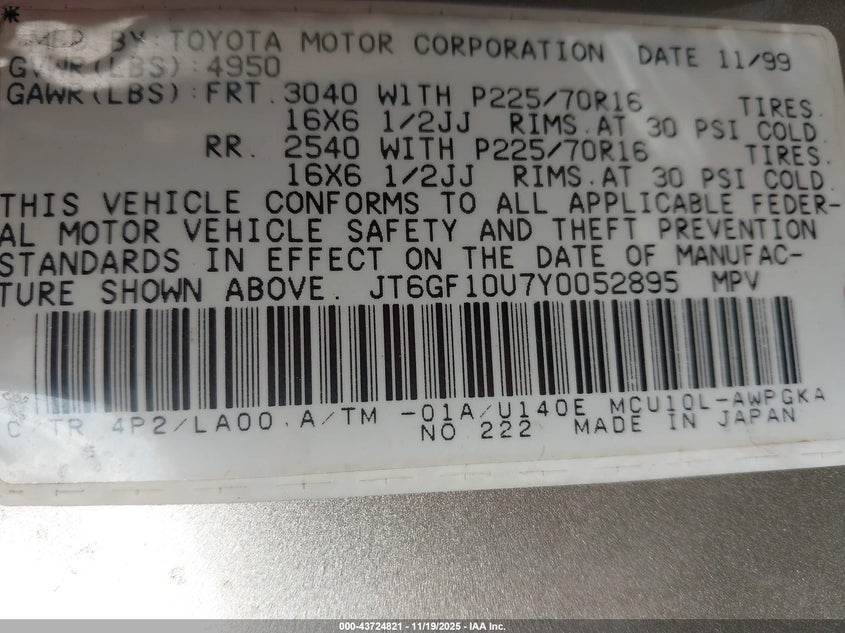 MFD BY: TOYOTA MOTOR CORPORATION DATE 11/99
GVWR(LBS):4950
GAWR(LBS):FRT. 3040 WITH P225/70R16 TIRES.
16X6 1/2JJ RIMS.AT 30 PSI COLD.
RR. 2540 WITH P225/70R16 TIRES.
16X6 1/2JJ RIMS.AT 30 PSI COLD.
THIS VEHICLE CONFORMS TO ALL APPLICABLE FEDER-
AL MOTOR VEHICLE SAFETY AND THEFT PREVENTION
STANDARDS IN EFFECT ON THE DATE OF MANUFAC-
TURE SHOWN ABOVE. JT6GF10U7Y0052895 MPV
C/TR 4P2/LA00.A/TM -01A/U140E MCU10L-AWPGKA
NO 222 MADE IN JAPAN
000-43724821 - 11/19/2025 - IAA Inc.